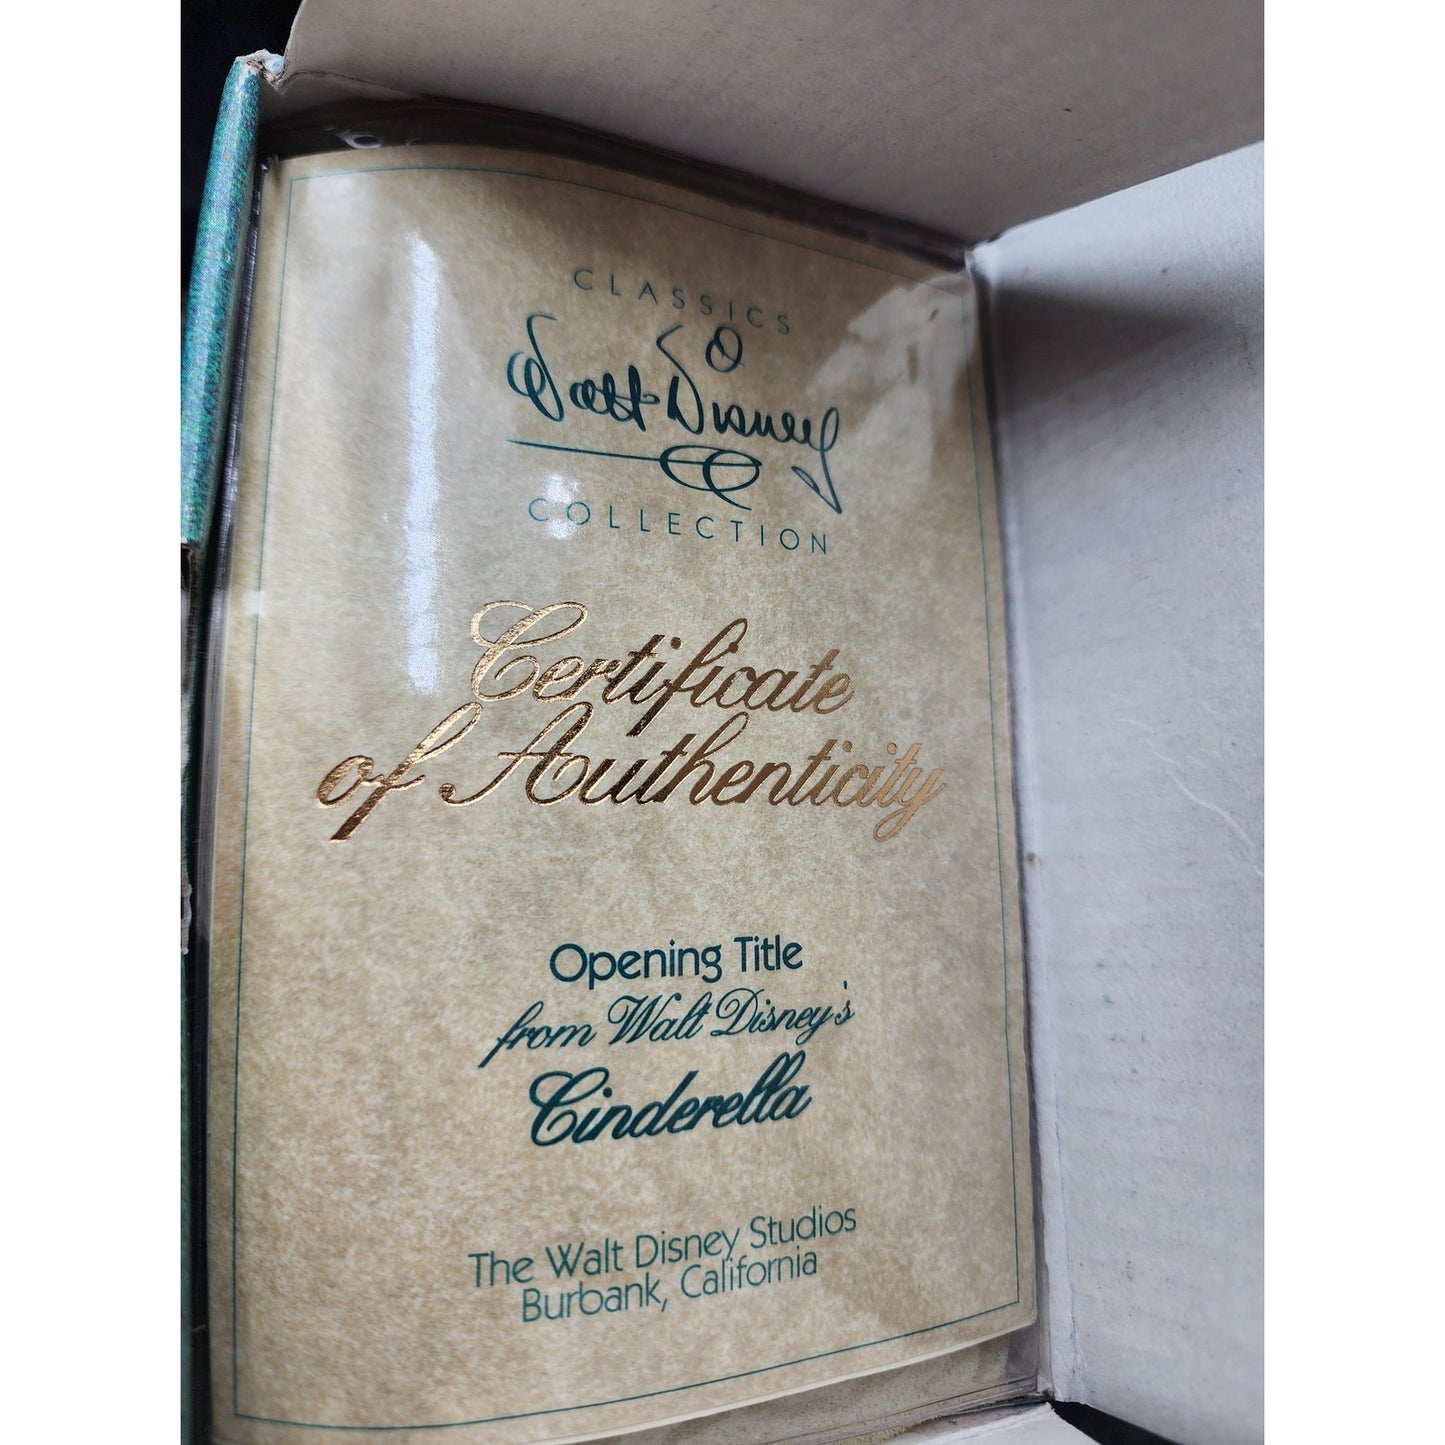 CLASSICS
Walt Disney
COLLECTION
Certificate
of Authenticity
Opening Title
from Walt Disney's
Cinderella
The Walt Disney Studios
Burbank, California